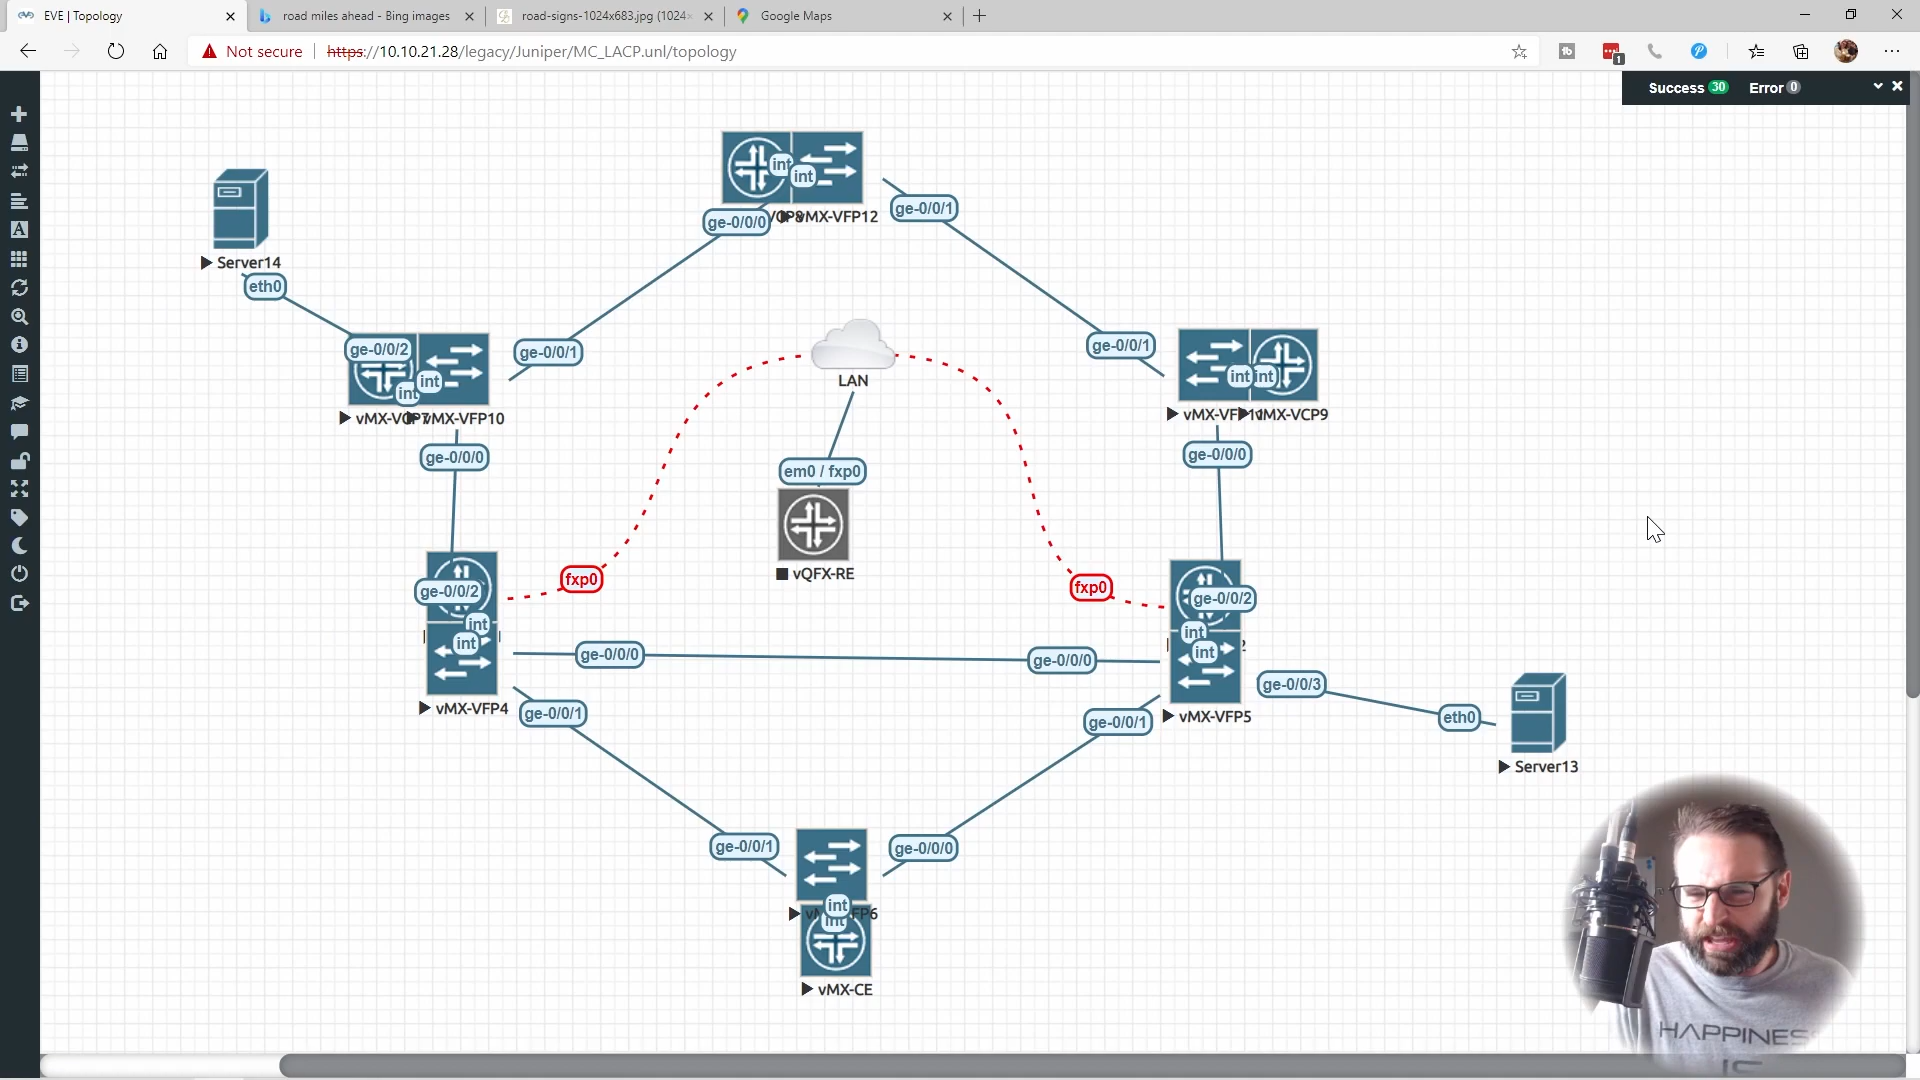 EVE | Topology
road miles ahead - Bing images
road-signs-1024x683.jpg (1024
Google Maps
Not secure
https://10.10.21.28/legacy/Juniper/MC_LACP.unl/topology
1
Success 30 Error 0
int
int
ge-0/0/0
vMX-VFP12
ge-0/0/1
Server14
eth0
ge-0/0/2
int
int
vMX-VCP7
vMX-VFP10
ge-0/0/1
LAN
ge-0/0/1
int
int
vMX-VCP9
ge-0/0/0
ge-0/0/0
em0 / fxp0
vQFX-RE
fxp0
fxp0
ge-0/0/2
int
int
ge-0/0/2
int
int
ge-0/0/0
ge-0/0/0
vMX-VFP4
ge-0/0/1
ge-0/0/1
vMX-VFP5
ge-0/0/3
eth0
Server13
ge-0/0/1
ge-0/0/0
int
int
vMX-CE
HAPPINESS
IS